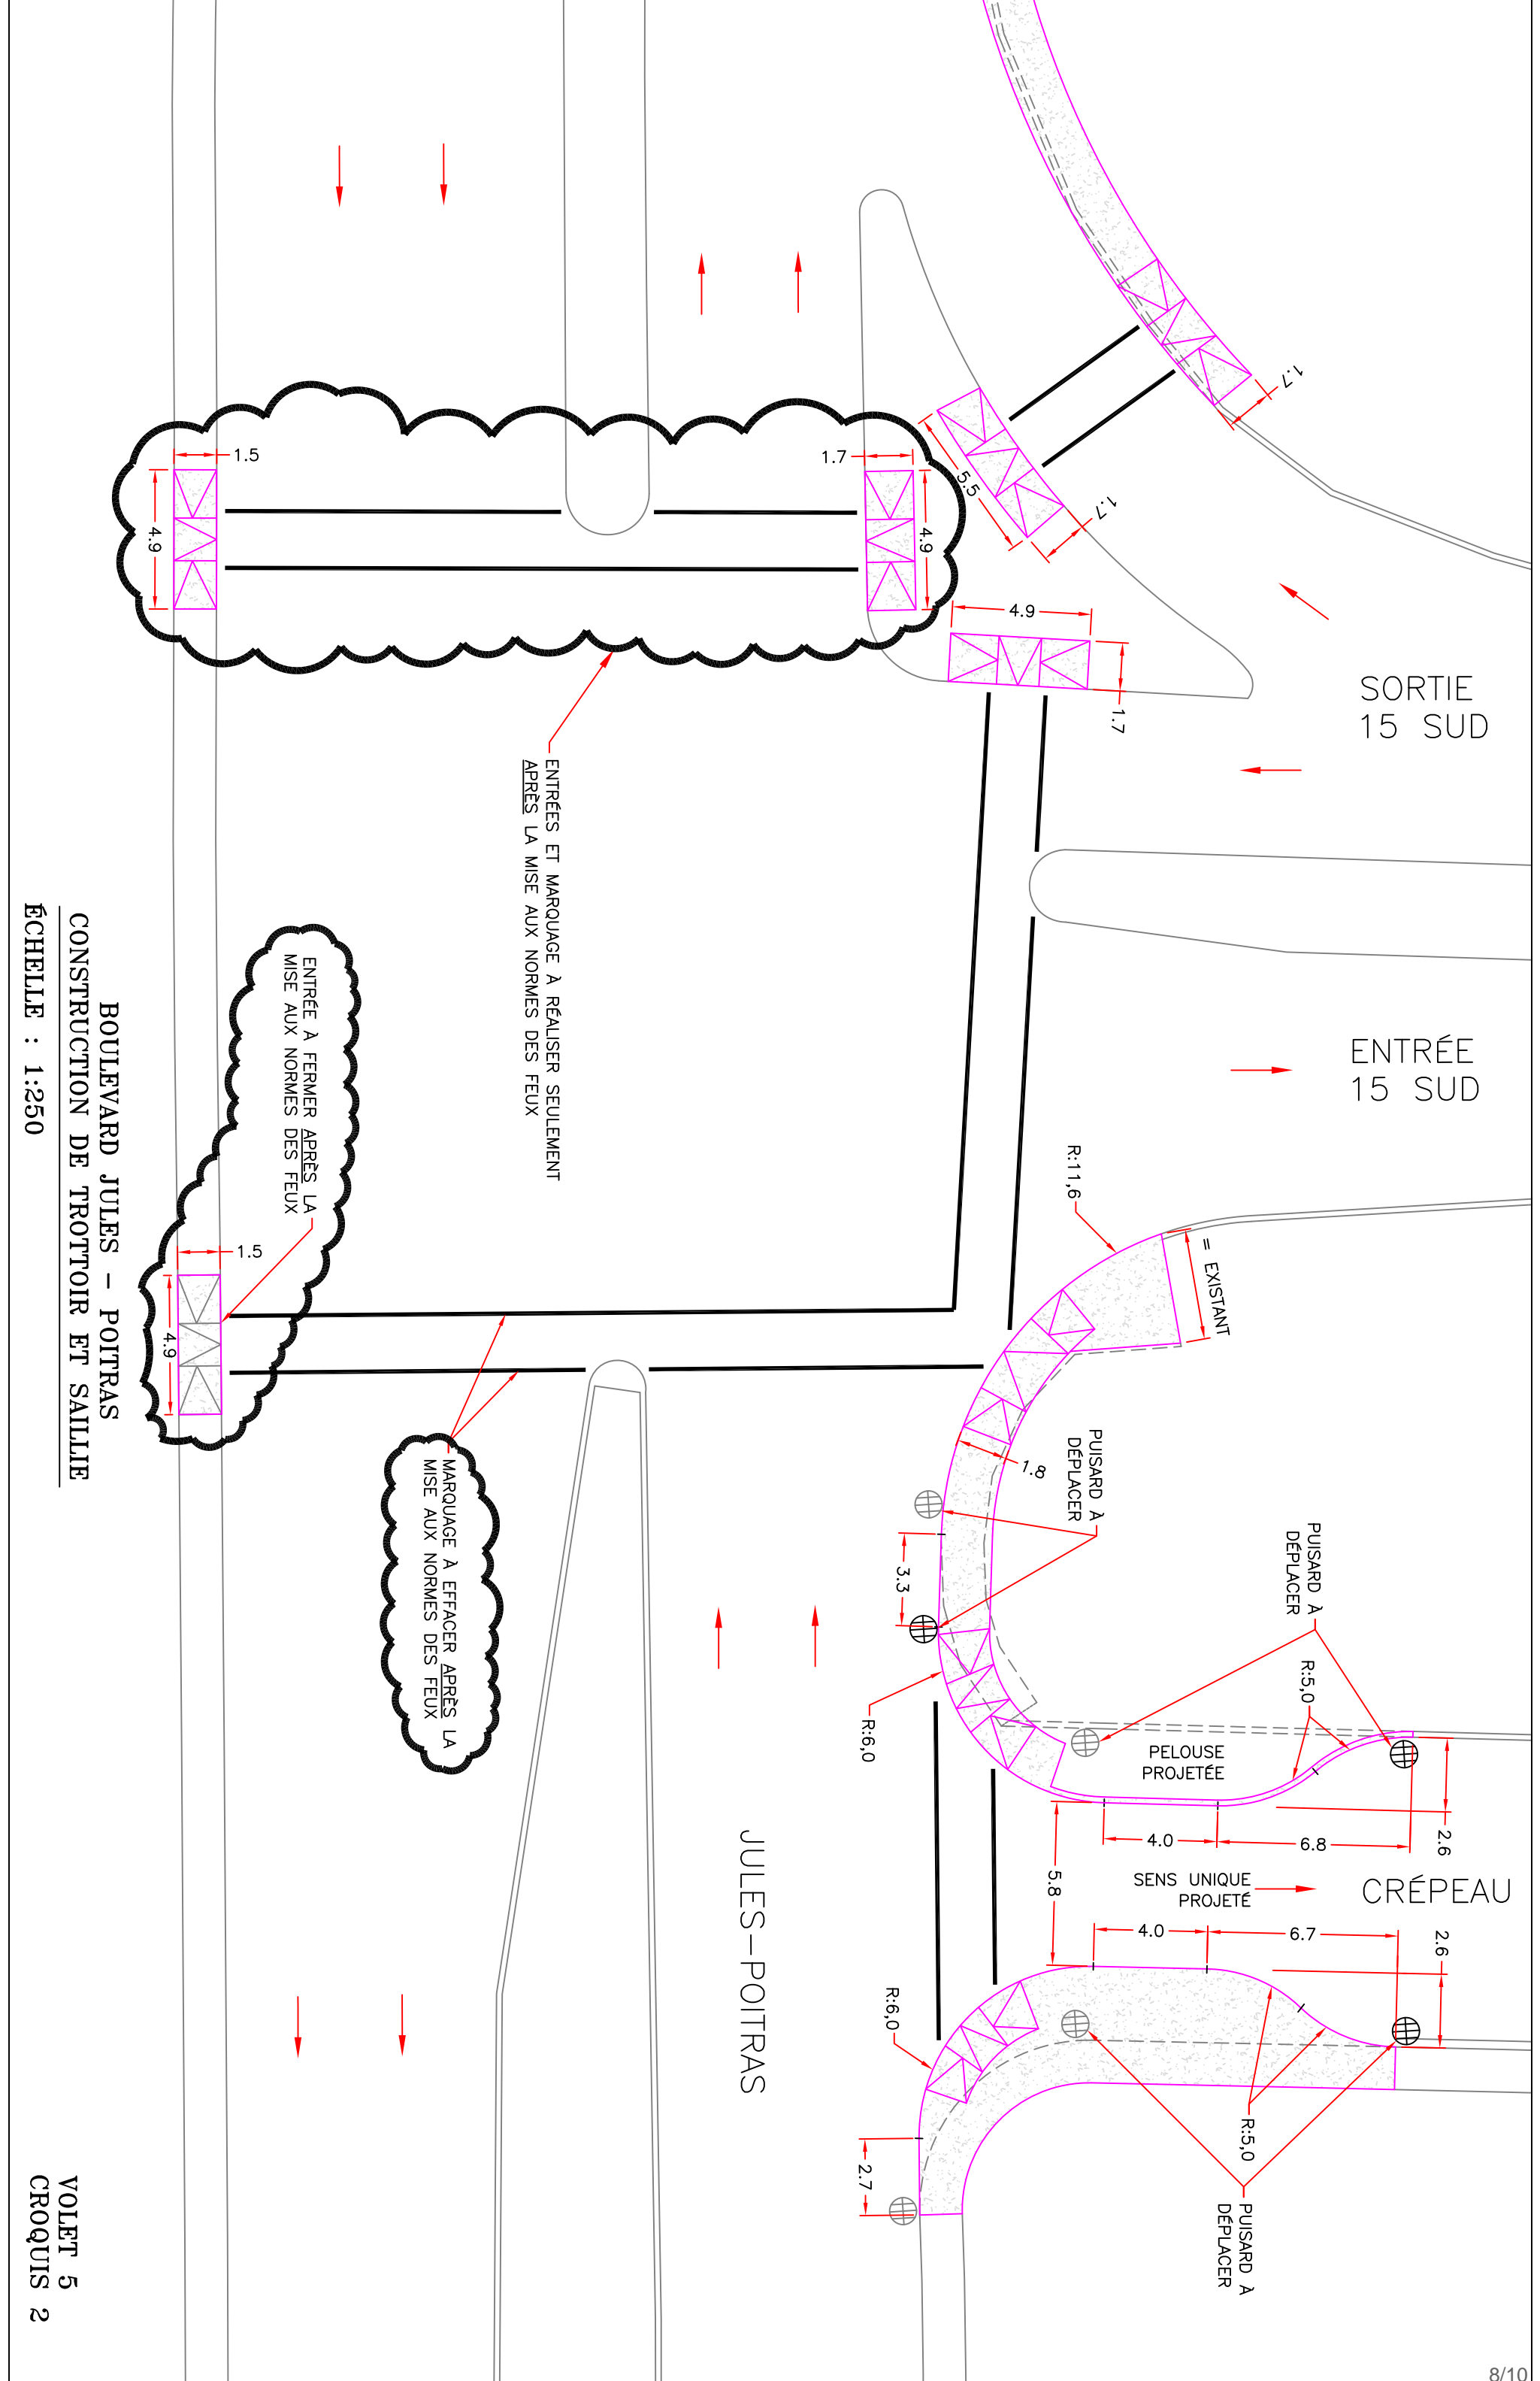 SORTIE
15 SUD
ENTRÉE
15 SUD
CRÉPEAU
JULES-POITRAS
1.7
1.7
5.5
4.9
1.7
1.5
4.9
1.7
4.9
ENTRÉES ET MARQUAGE À RÉALISER SEULEMENT
APRÈS LA MISE AUX NORMES DES FEUX
ENTRÉE À FERMER APRÈS LA
MISE AUX NORMES DES FEUX
1.5
4.9
MARQUAGE À EFFACER APRÈS LA
MISE AUX NORMES DES FEUX
R:11,6
= EXISTANT
1.8
PUISARD À
DÉPLACER
3.3
R:6,0
PUISARD À
DÉPLACER
R:5,0
PELOUSE
PROJETÉE
2.6
4.0
6.8
5.8
SENS UNIQUE
PROJETÉ
4.0
6.7
2.6
R:6,0
R:5,0
2.7
PUISARD À
DÉPLACER
BOULEVARD JULES - POITRAS
CONSTRUCTION DE TROTTOIR ET SAILLIE
ÉCHELLE : 1:250
VOLET 5
CROQUIS 2
8/10